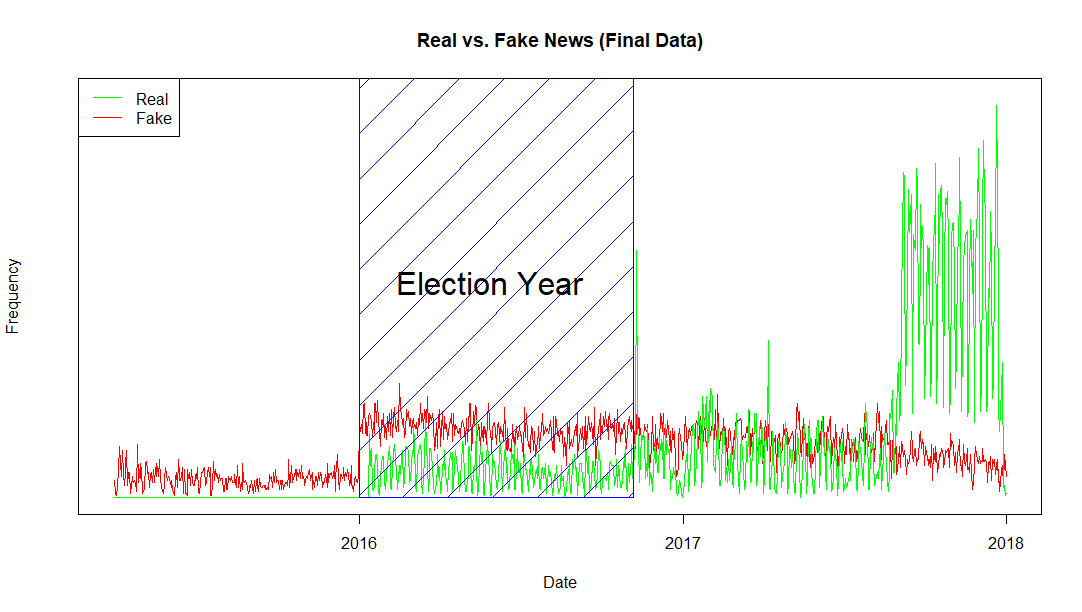 Real vs. Fake News (Final Data)
Real
Fake
Election Year
Frequency
2016
2017
2018
Date